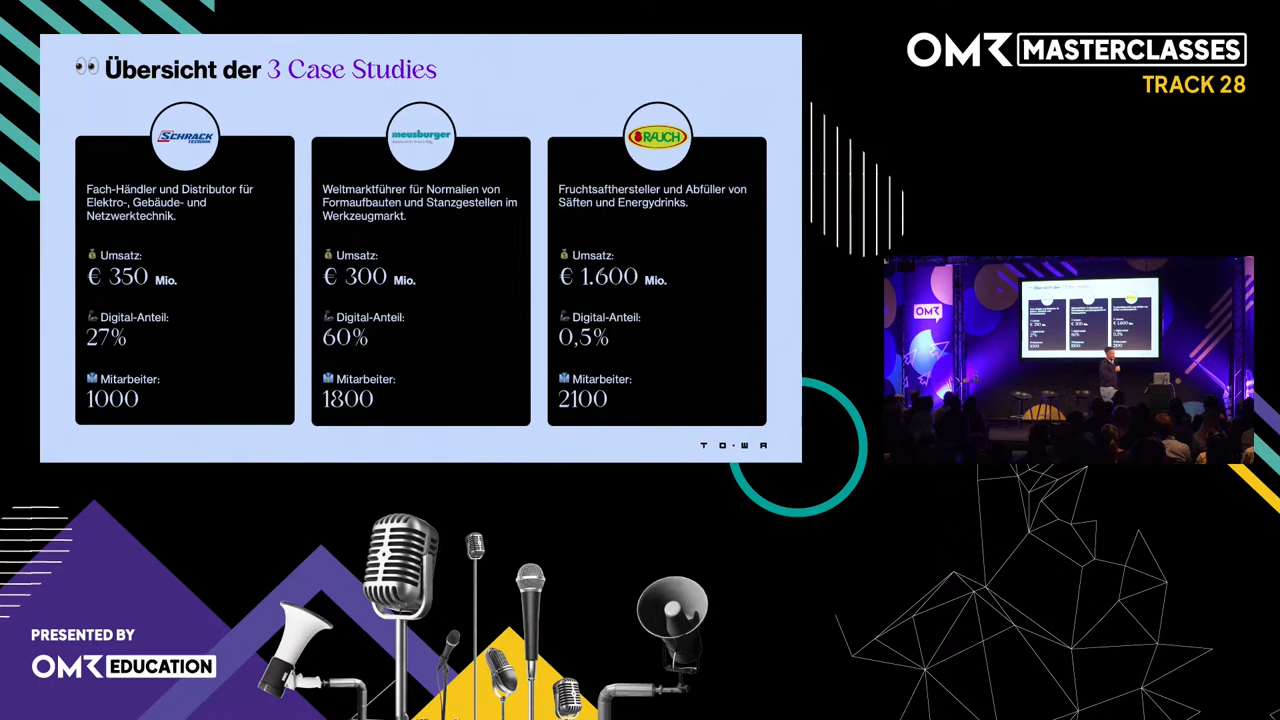 OMR MASTERCLASSES
TRACK 28
👀 Übersicht der 3 Case Studies
SCHRACK
TECHNIK
Fach-Händler und Distributor für
Elektro-, Gebäude- und
Netzwerktechnik.
💰 Umsatz:
€ 350 Mio.
🦾 Digital-Anteil:
27%
Mitarbeiter:
1000
meusburger
Weltmarktführer für Normalien von
Formaufbauten und Stanzgestellen im
Werkzeugmarkt.
💰 Umsatz:
€ 300 Mio.
🦾 Digital-Anteil:
60%
Mitarbeiter:
1800
RAUCH
Fruchtsafthersteller und Abfüller von
Säften und Energydrinks.
💰 Umsatz:
€ 1.600 Mio.
🦾 Digital-Anteil:
0,5%
Mitarbeiter:
2100
TO·WA
OMR
PRESENTED BY
OMR EDUCATION